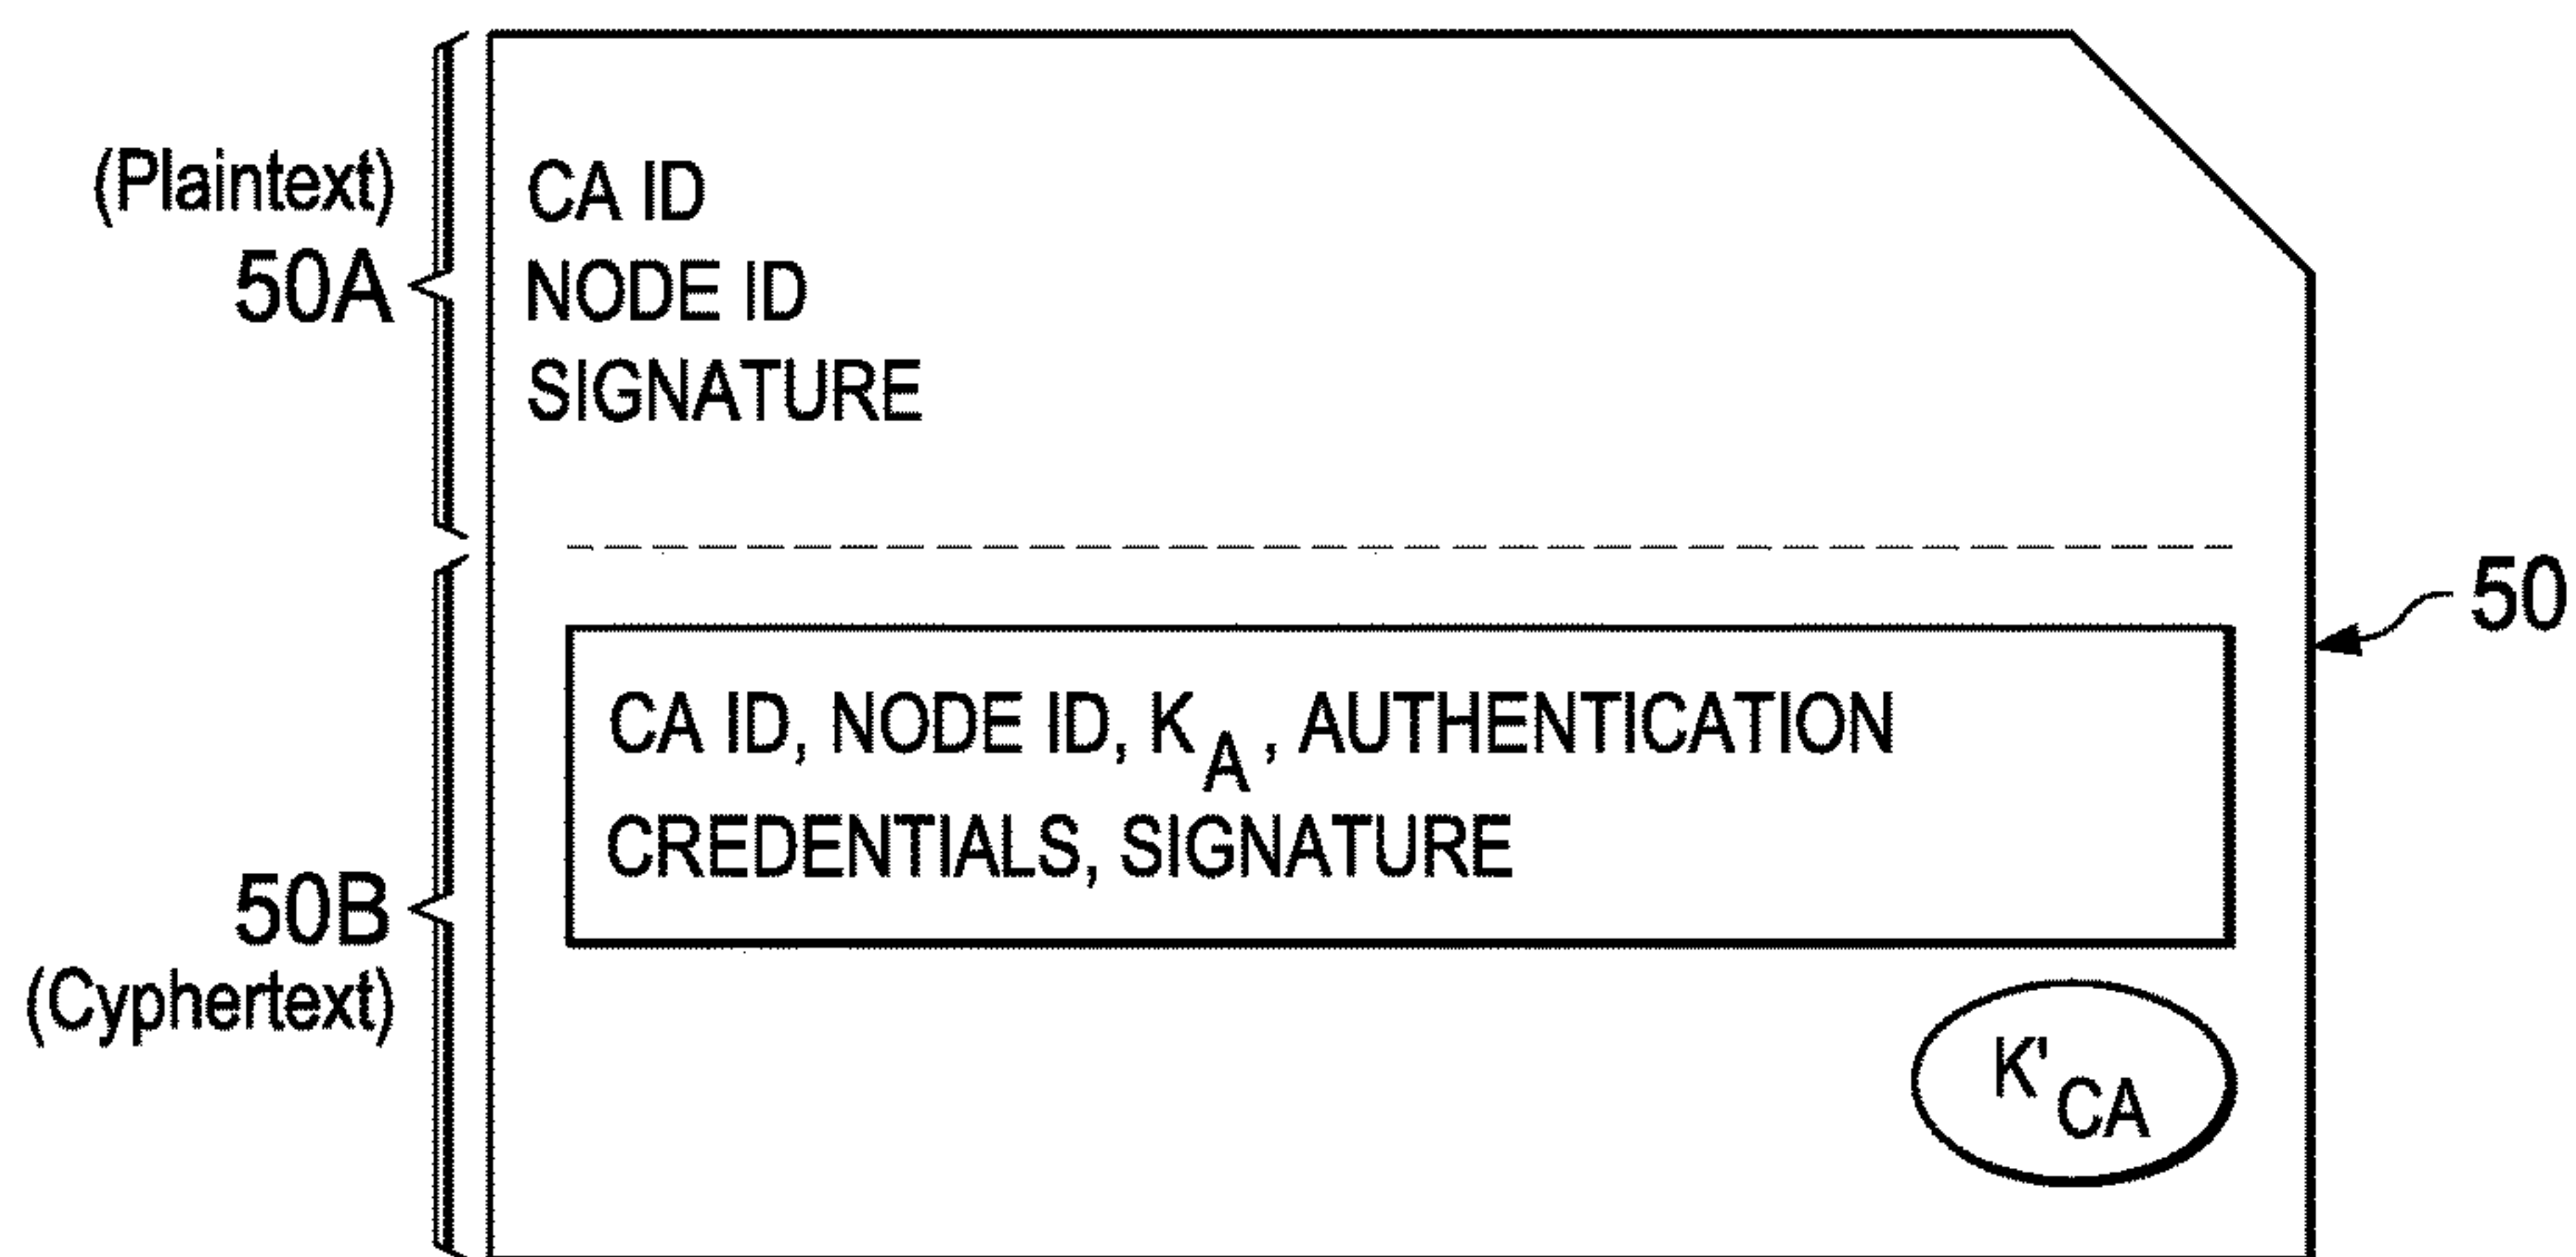 (Plaintext)
50A
CA ID
NODE ID
SIGNATURE
50
CA ID, NODE ID, K A, AUTHENTICATION
CREDENTIALS, SIGNATURE
50B
(Cyphertext)
K' CA